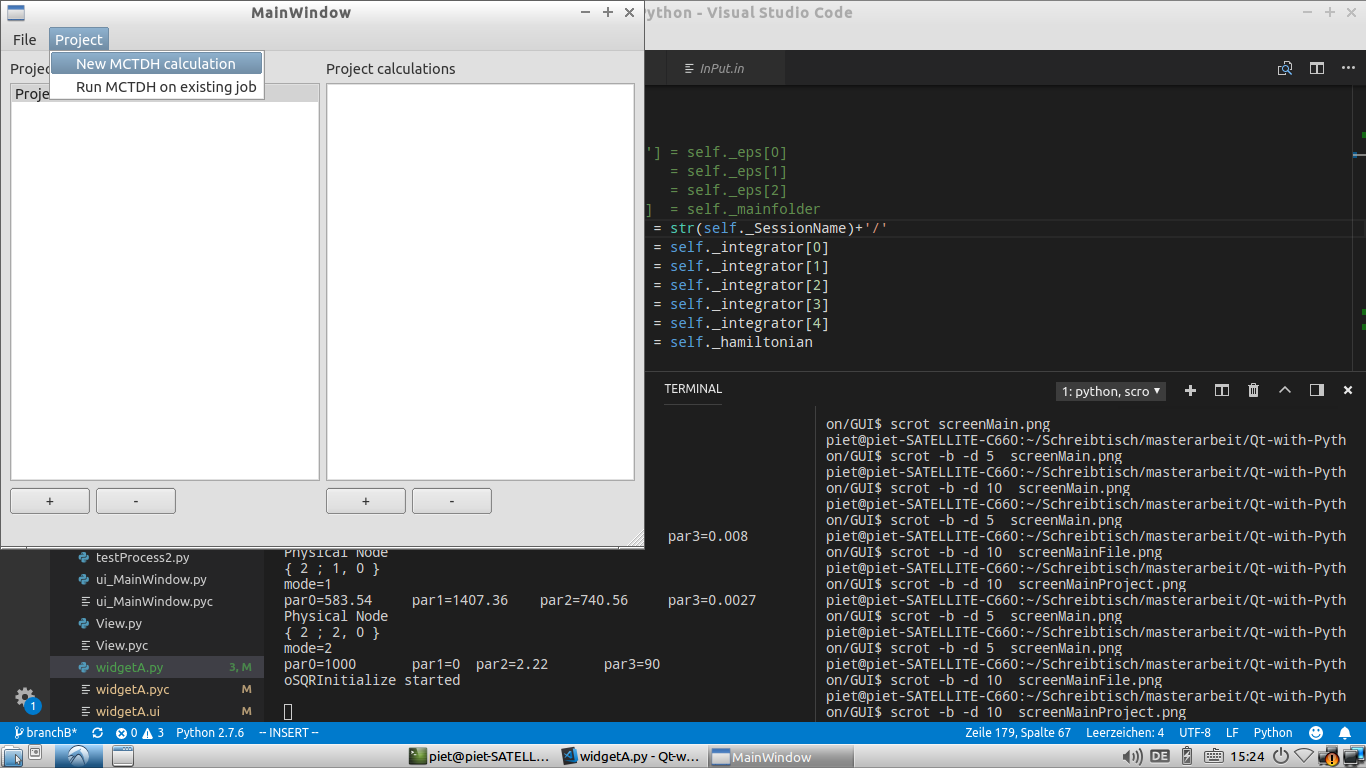 MainWindow
ython - Visual Studio Code
File Project
New MCTDH calculation
Run MCTDH on existing job
Project calculations
InPut.in
'] = self._eps[0]
= self._eps[1]
= self._eps[2]
] = self._mainfolder
= str(self._SessionName)+'/'
= self._integrator[0]
= self._integrator[1]
= self._integrator[2]
= self._integrator[3]
= self._integrator[4]
= self._hamiltonian
+ - + -
TERMINAL
1: python, scro
testProcess2.py
ui_MainWindow.py
ui_MainWindow.pyc
View.py
View.pyc
widgetA.py 3, M
widgetA.pyc M
widgetA.ui M
1
par3=0.008
Physical Node
{ 2 ; 1, 0 }
mode=1
par0=583.54 par1=1407.36 par2=740.56 par3=0.0027
Physical Node
{ 2 ; 2, 0 }
mode=2
par0=1000 par1=0 par2=2.22 par3=90
oSQRInitialize started
on/GUI$ scrot screenMain.png
piet@piet-SATELLITE-C660:~/Schreibtisch/masterarbeit/Qt-with-Pyth
on/GUI$ scrot -b -d 5 screenMain.png
piet@piet-SATELLITE-C660:~/Schreibtisch/masterarbeit/Qt-with-Pyth
on/GUI$ scrot -b -d 10 screenMain.png
piet@piet-SATELLITE-C660:~/Schreibtisch/masterarbeit/Qt-with-Pyth
on/GUI$ scrot -b -d 5 screenMain.png
piet@piet-SATELLITE-C660:~/Schreibtisch/masterarbeit/Qt-with-Pyth
on/GUI$ scrot -b -d 10 screenMainFile.png
piet@piet-SATELLITE-C660:~/Schreibtisch/masterarbeit/Qt-with-Pyth
on/GUI$ scrot -b -d 10 screenMainProject.png
piet@piet-SATELLITE-C660:~/Schreibtisch/masterarbeit/Qt-with-Pyth
on/GUI$ scrot -b -d 5 screenMain.png
piet@piet-SATELLITE-C660:~/Schreibtisch/masterarbeit/Qt-with-Pyth
on/GUI$ scrot -b -d 5 screenMain.png
piet@piet-SATELLITE-C660:~/Schreibtisch/masterarbeit/Qt-with-Pyth
on/GUI$ scrot -b -d 10 screenMainFile.png
piet@piet-SATELLITE-C660:~/Schreibtisch/masterarbeit/Qt-with-Pyth
on/GUI$ scrot -b -d 10 screenMainProject.png
branchB* 0 3 Python 2.7.6 -- INSERT -- Zeile 179, Spalte 67 Leerzeichen: 4 UTF-8 LF Python
piet@piet-SATELL... widgetA.py - Qt-w... MainWindow DE 15:24